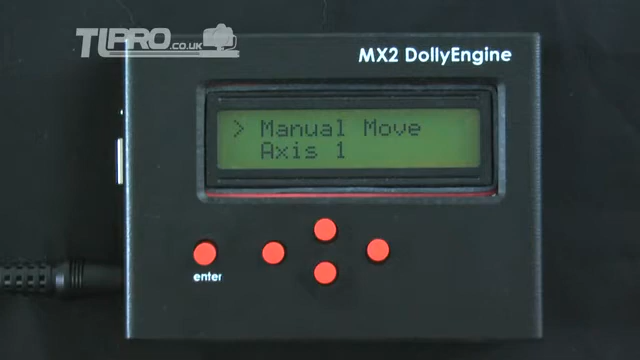 TLPRO.co.uk
MX2 DollyEngine
> Manual Move
Axis 1
enter